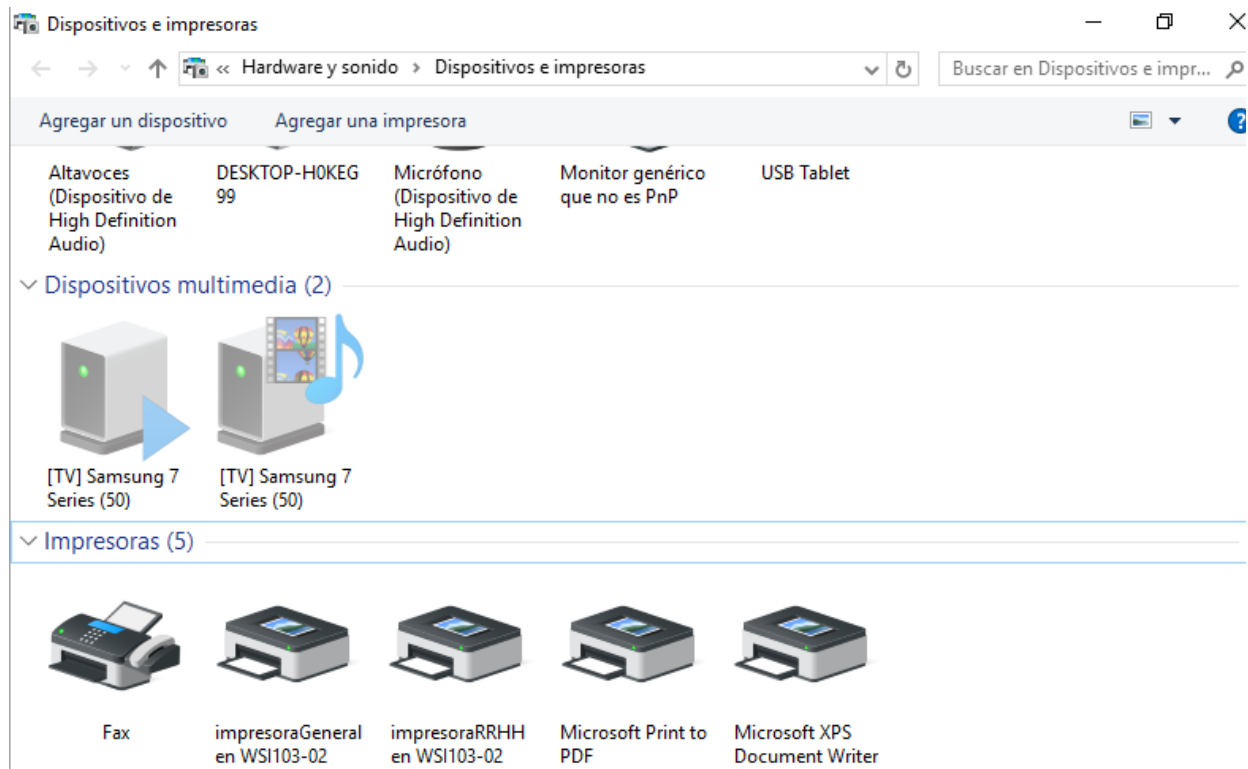 Dispositivos e impresoras
« Hardware y sonido > Dispositivos e impresoras
Buscar en Dispositivos e impr...
Agregar un dispositivo Agregar una impresora
?
Altavoces
(Dispositivo de
High Definition
Audio)
DESKTOP-H0KEG
99
Micrófono
(Dispositivo de
High Definition
Audio)
Monitor genérico
que no es PnP
USB Tablet
Dispositivos multimedia (2)
[TV] Samsung 7
Series (50)
[TV] Samsung 7
Series (50)
Impresoras (5)
Fax
impresoraGeneral
en WSI103-02
impresoraRRHH
en WSI103-02
Microsoft Print to
PDF
Microsoft XPS
Document Writer